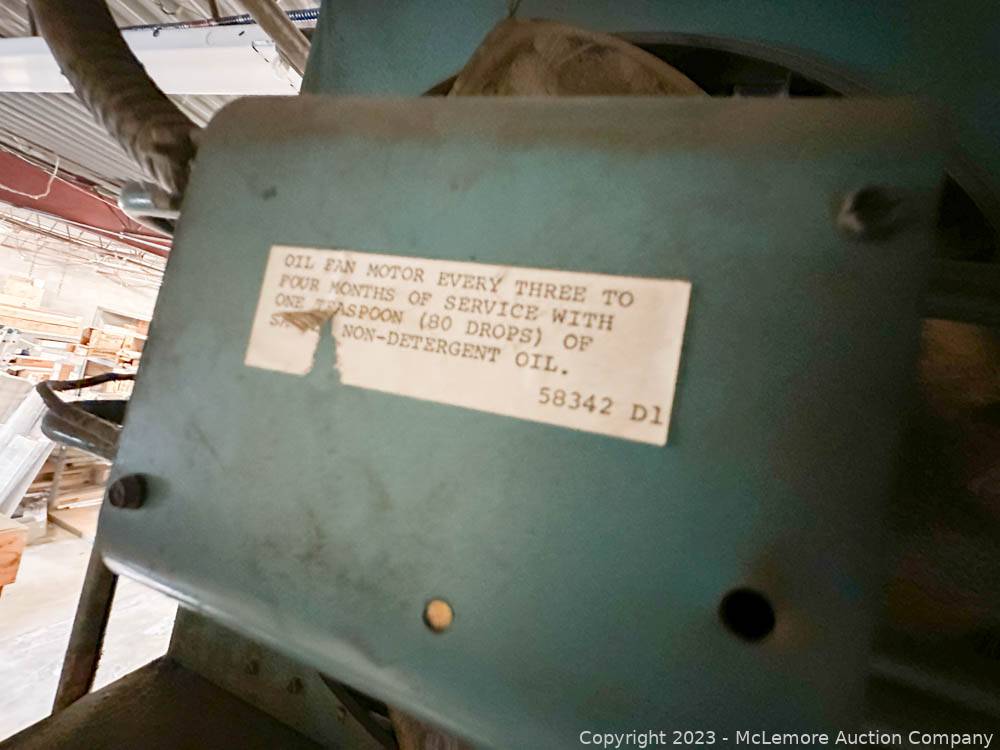 OIL FAN MOTOR EVERY THREE TO
FOUR MONTHS OF SERVICE WITH
ONE TEASPOON (80 DROPS) OF
NON-DETERGENT OIL.
58342 D1
Copyright 2023 - McLemore Auction Company